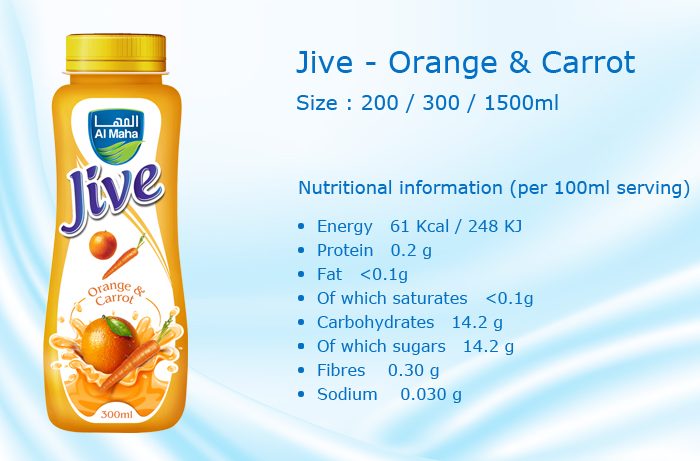 المها
Al Maha
Jive
Orange &
Carrot
300ml
Jive - Orange & Carrot
Size : 200 / 300 / 1500ml
Nutritional information (per 100ml serving)
• Energy 61 Kcal / 248 KJ
• Protein 0.2 g
• Fat <0.1g
• Of which saturates <0.1g
• Carbohydrates 14.2 g
• Of which sugars 14.2 g
• Fibres 0.30 g
• Sodium 0.030 g